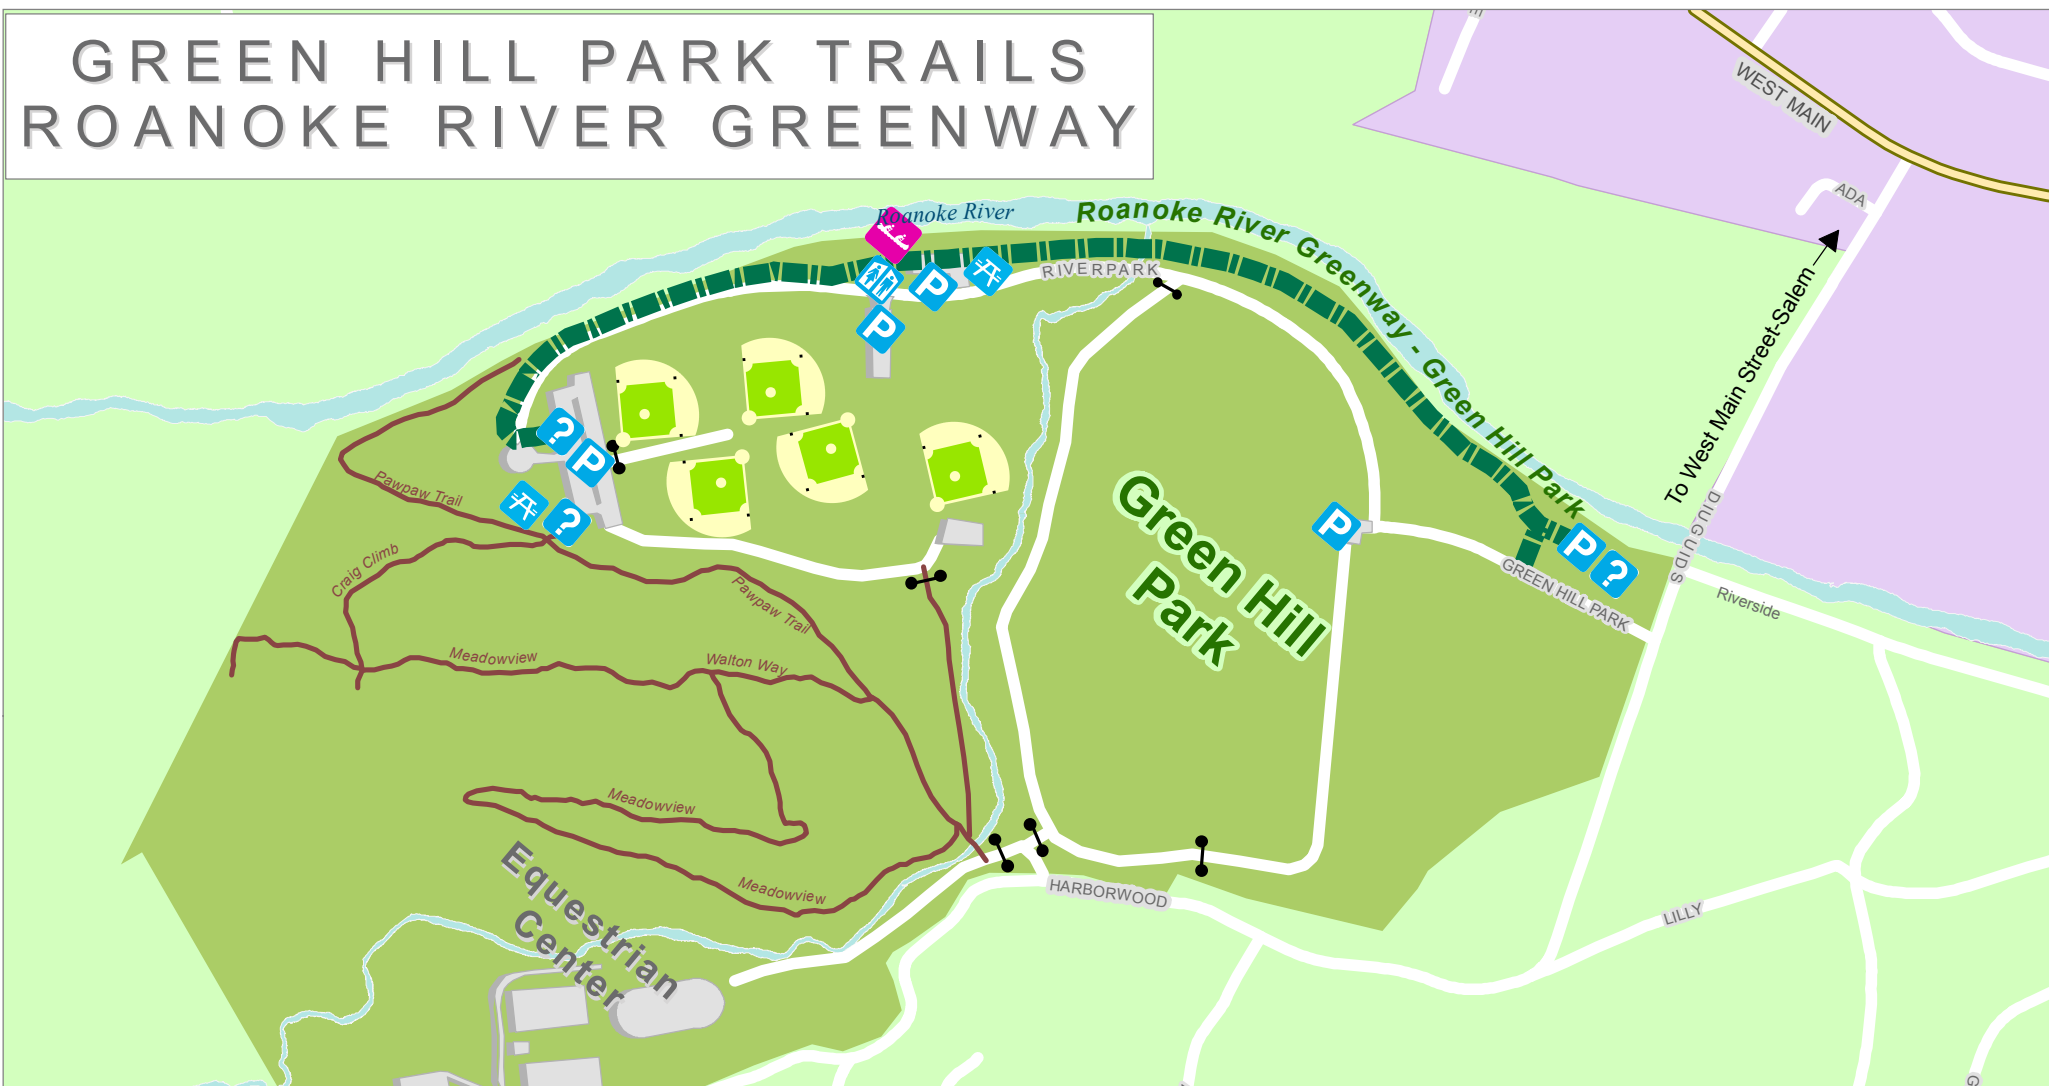 GREEN HILL PARK TRAILS
ROANOKE RIVER GREENWAY
WEST MAIN
ADA
Roanoke River
Roanoke River Greenway - Green Hill Park
RIVERPARK
P
P
To West Main Street-Salem
?
P
Pawpaw Trail
?
DIUGUIDS
Green Hill
Park
P
P
?
GREEN HILL PARK
Riverside
Craig Climb
Pawpaw Trail
Meadowview
Walton Way
Meadowview
Meadowview
HARBORWOOD
LILLY
Equestrian
Center